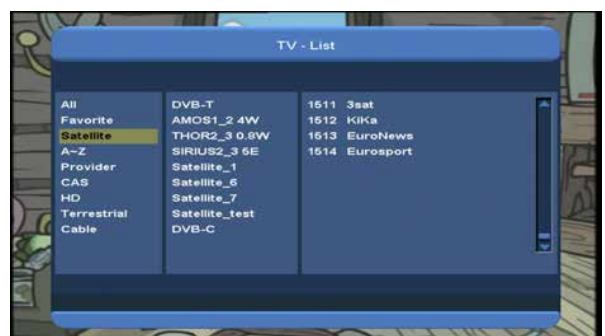 TV - List
All
Favorite
Satellite
A~Z
Provider
CAS
HD
Terrestrial
Cable
DVB-T
AMOS1_2 4W
THOR2_3 0.8W
SIRIUS2_3 5E
Satellite_1
Satellite_6
Satellite_7
Satellite_test
DVB-C
1511 3sat
1512 KiKa
1513 EuroNews
1514 Eurosport